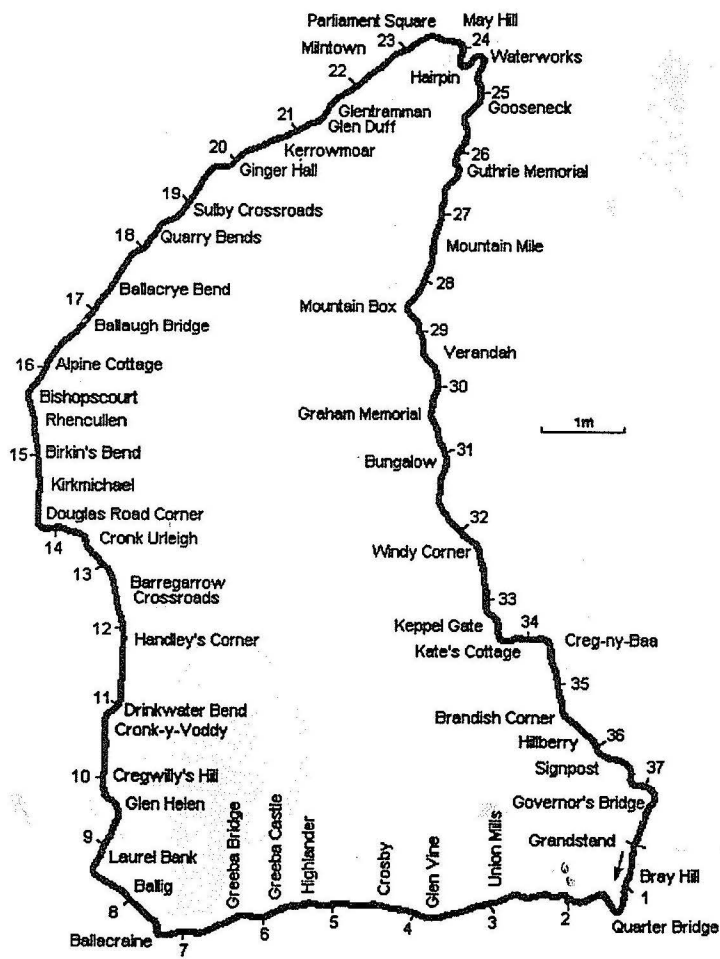 Parliament Square
May Hill
Milntown
23
24
Waterworks
22
Hairpin
25
Gooseneck
Glentramman
21
Glen Duff
Kerrowmoar
20
Ginger Hall
26
Guthrie Memorial
19
Sulby Crossroads
27
18
Quarry Bends
Mountain Mile
28
Ballacrye Bend
17
Mountain Box
Ballaugh Bridge
29
Verandah
16
Alpine Cottage
30
Bishopscourt
Rhencullen
Graham Memorial
1m
15
Birkin's Bend
31
Bungalow
Kirkmichael
Douglas Road Corner
32
14
Cronk Urleigh
Windy Corner
13
Barregarrow
Crossroads
33
12
Handley's Corner
Keppel Gate
34
Kate's Cottage
Creg-ny-Baa
35
11
Drinkwater Bend
Cronk-y-Voddy
Brandish Corner
36
Hillberry
10
Cregwilly's Hill
Signpost
37
Glen Helen
Governor's Bridge
9
Laurel Bank
Greeba Bridge
Greeba Castle
Highlander
Crosby
Glen Vine
Union Mills
Grandstand
Ballig
Bray Hill
8
1
Ballacraine
7
6
5
4
3
2
Quarter Bridge